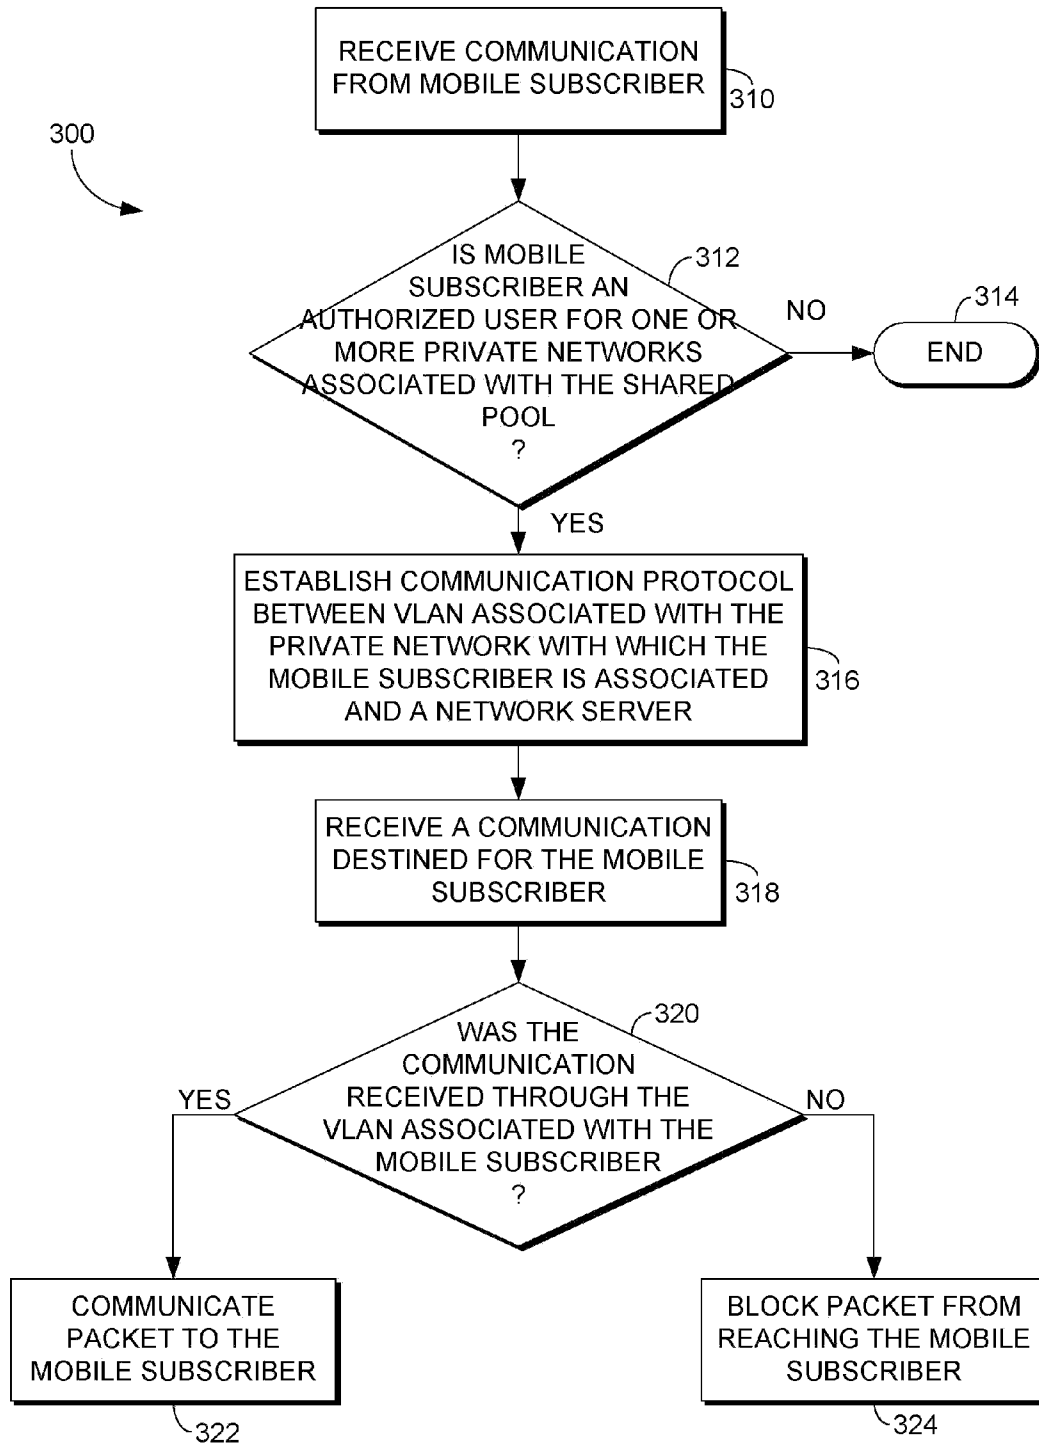 RECEIVE COMMUNICATION
FROM MOBILE SUBSCRIBER
310
300
IS MOBILE
SUBSCRIBER AN
AUTHORIZED USER FOR ONE OR
MORE PRIVATE NETWORKS
ASSOCIATED WITH THE SHARED
POOL
?
312
NO
314
END
YES
ESTABLISH COMMUNICATION PROTOCOL
BETWEEN VLAN ASSOCIATED WITH THE
PRIVATE NETWORK WITH WHICH THE
MOBILE SUBSCRIBER IS ASSOCIATED
AND A NETWORK SERVER
316
RECEIVE A COMMUNICATION
DESTINED FOR THE MOBILE
SUBSCRIBER
318
WAS THE
COMMUNICATION
RECEIVED THROUGH THE
VLAN ASSOCIATED WITH THE
MOBILE SUBSCRIBER
?
320
YES
NO
COMMUNICATE
PACKET TO THE
MOBILE SUBSCRIBER
322
BLOCK PACKET FROM
REACHING THE MOBILE
SUBSCRIBER
324